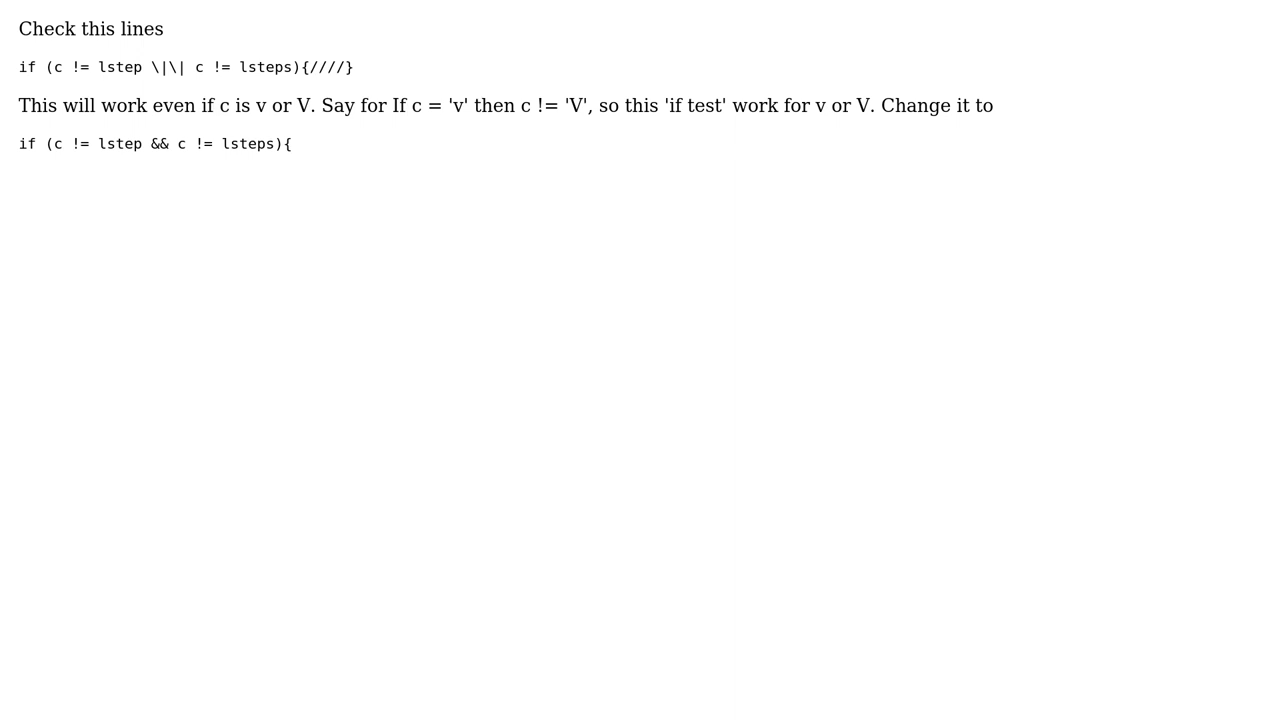 Check this lines
if (c != lstep \|\| c != lsteps){////}
This will work even if c is v or V. Say for If c = 'v' then c != 'V', so this 'if test' work for v or V. Change it to
if (c != lstep && c != lsteps){